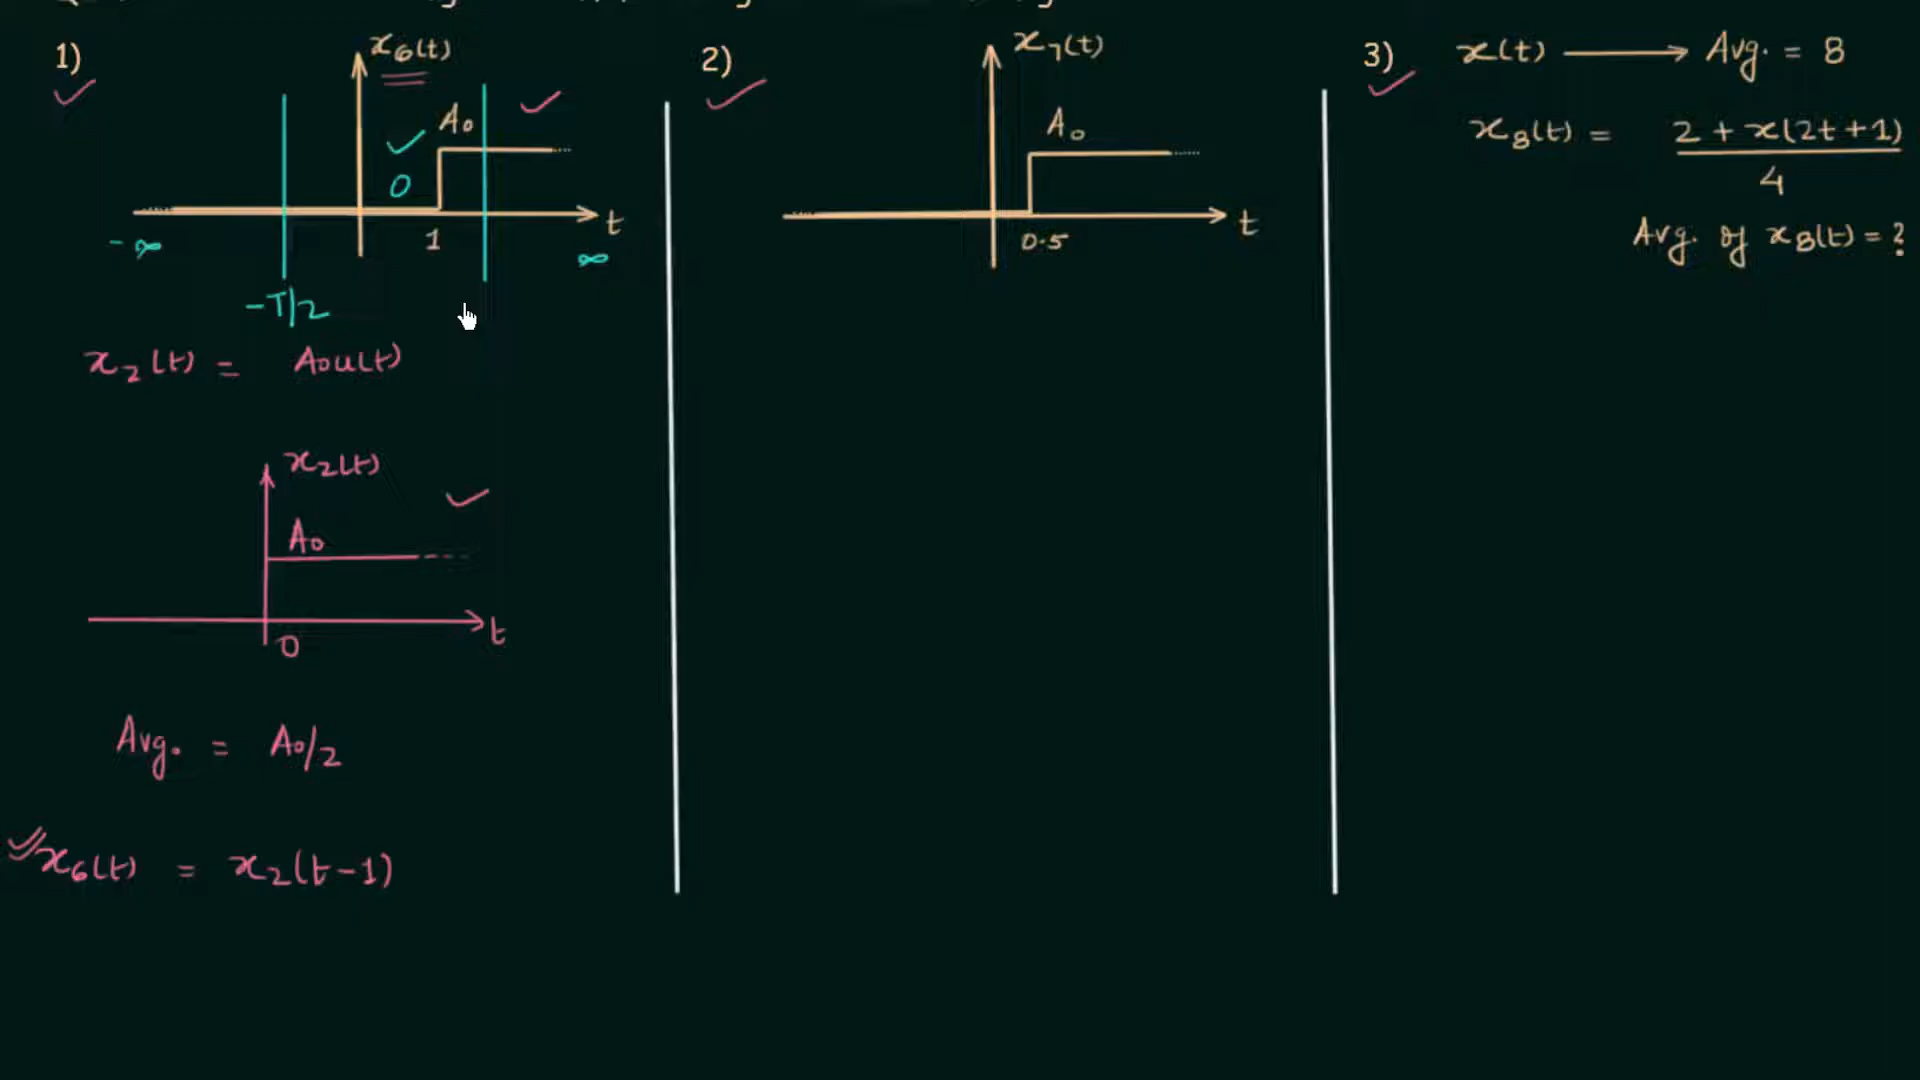 1)
x₆(t)
A₀
0
1
t
-∞
∞
-T/2
x₂(t) = A₀u(t)
x₂(t)
A₀
0
t
Avg. = A₀/2
x₆(t) = x₂(t-1)
2)
x₇(t)
A₀
0.5
t
3)
x(t) ⟶ Avg. = 8
x₈(t) = 2 + x(2t+1)
4
Avg. of x₈(t) = ?